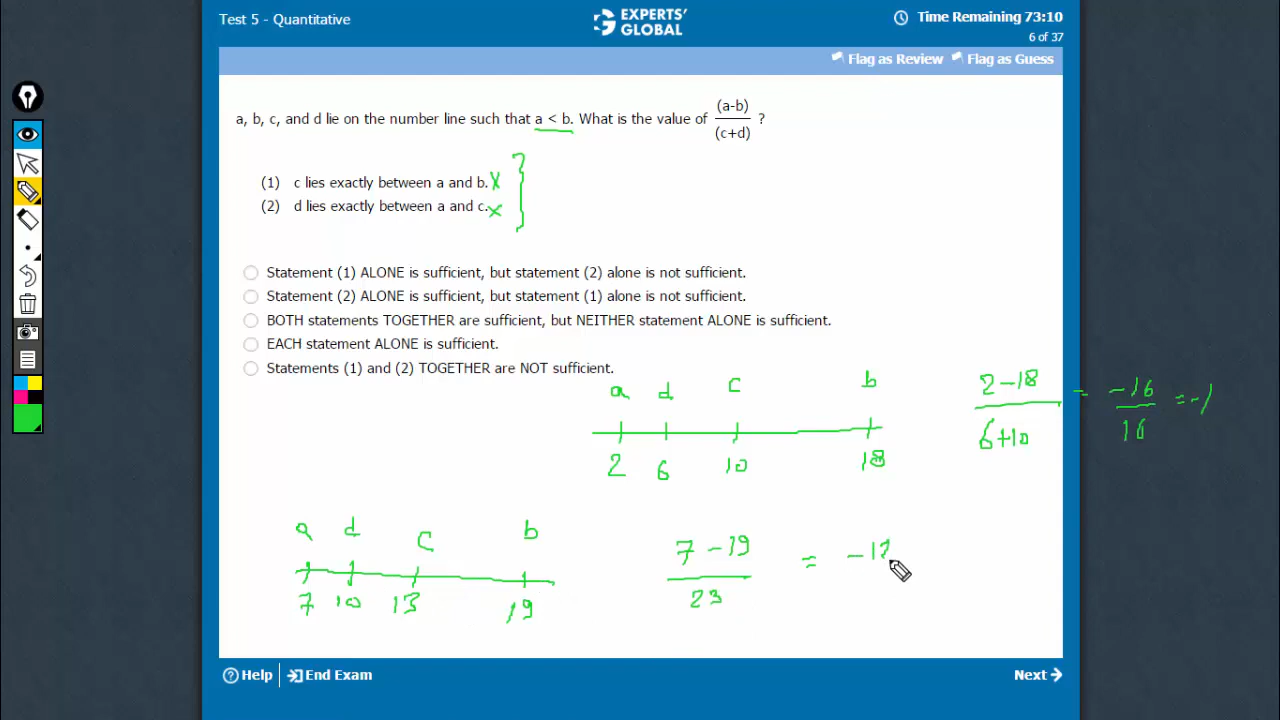 Test 5 - Quantitative
EXPERTS' GLOBAL
Time Remaining 73:10
6 of 37
Flag as Review Flag as Guess
a, b, c, and d lie on the number line such that a < b. What is the value of (a-b)/(c+d) ?
(1) c lies exactly between a and b. x
(2) d lies exactly between a and c. x
Statement (1) ALONE is sufficient, but statement (2) alone is not sufficient.
Statement (2) ALONE is sufficient, but statement (1) alone is not sufficient.
BOTH statements TOGETHER are sufficient, but NEITHER statement ALONE is sufficient.
EACH statement ALONE is sufficient.
Statements (1) and (2) TOGETHER are NOT sufficient.
a d c b
2 6 10 18
2-18 = -16 = -1
6+10 16
a d c b
7 10 13 19
7 - 19 = -12
23
Help End Exam Next